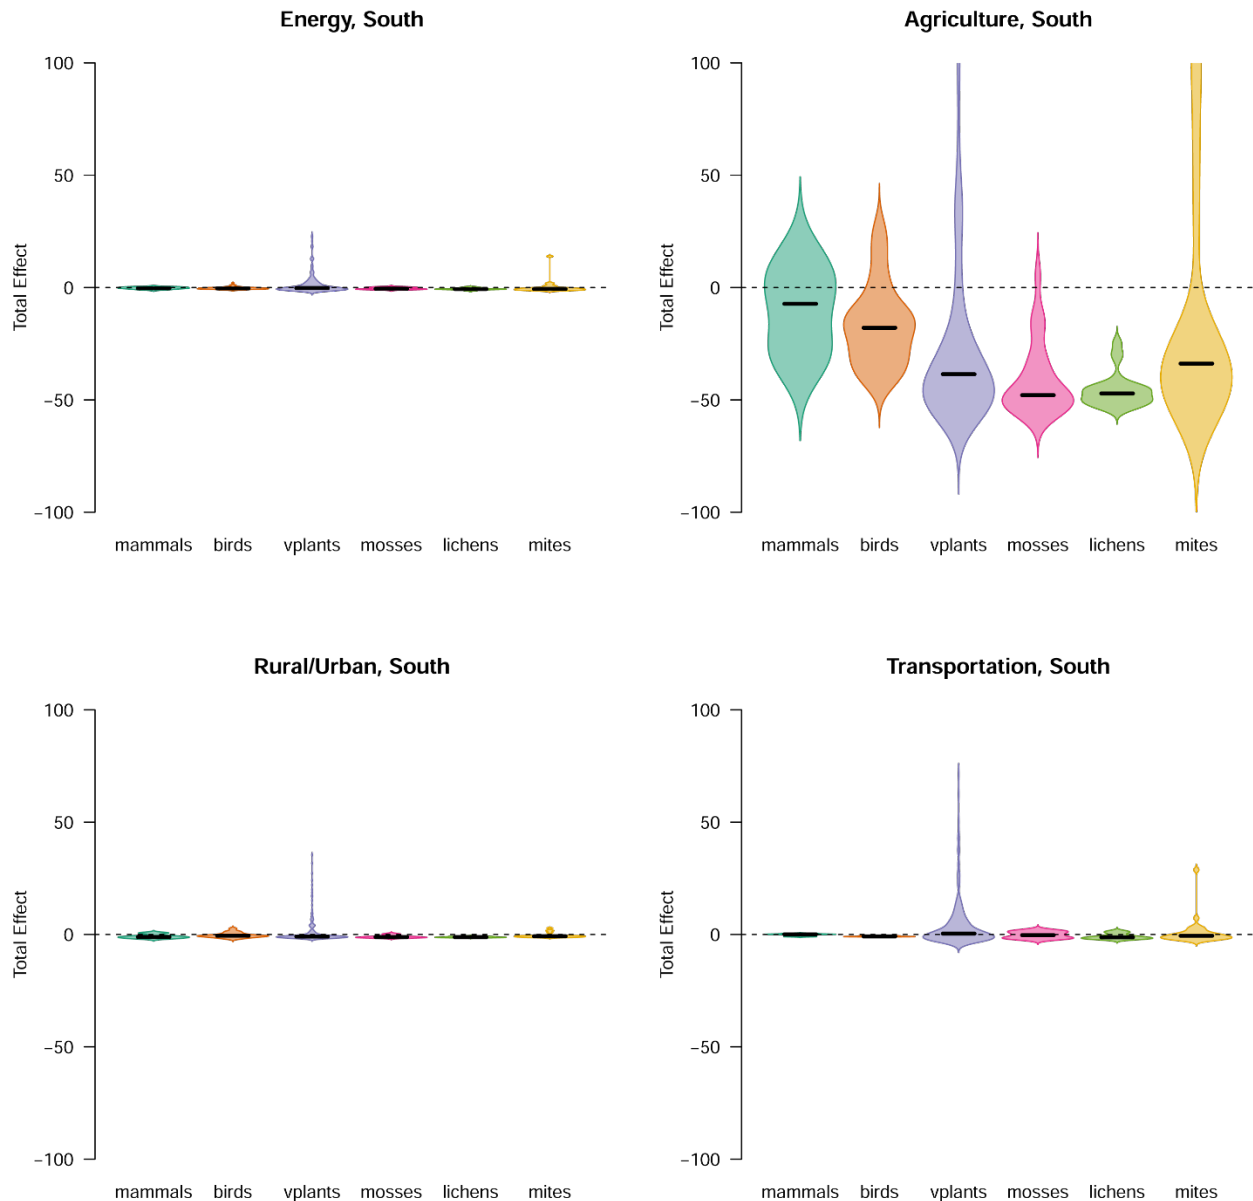 Energy, South
100
50
0
−50
−100
Total Effect
mammals birds vplants mosses lichens mites
Agriculture, South
100
50
0
−50
−100
Total Effect
mammals birds vplants mosses lichens mites
Rural/Urban, South
100
50
0
−50
−100
Total Effect
mammals birds vplants mosses lichens mites
Transportation, South
100
50
0
−50
−100
Total Effect
mammals birds vplants mosses lichens mites